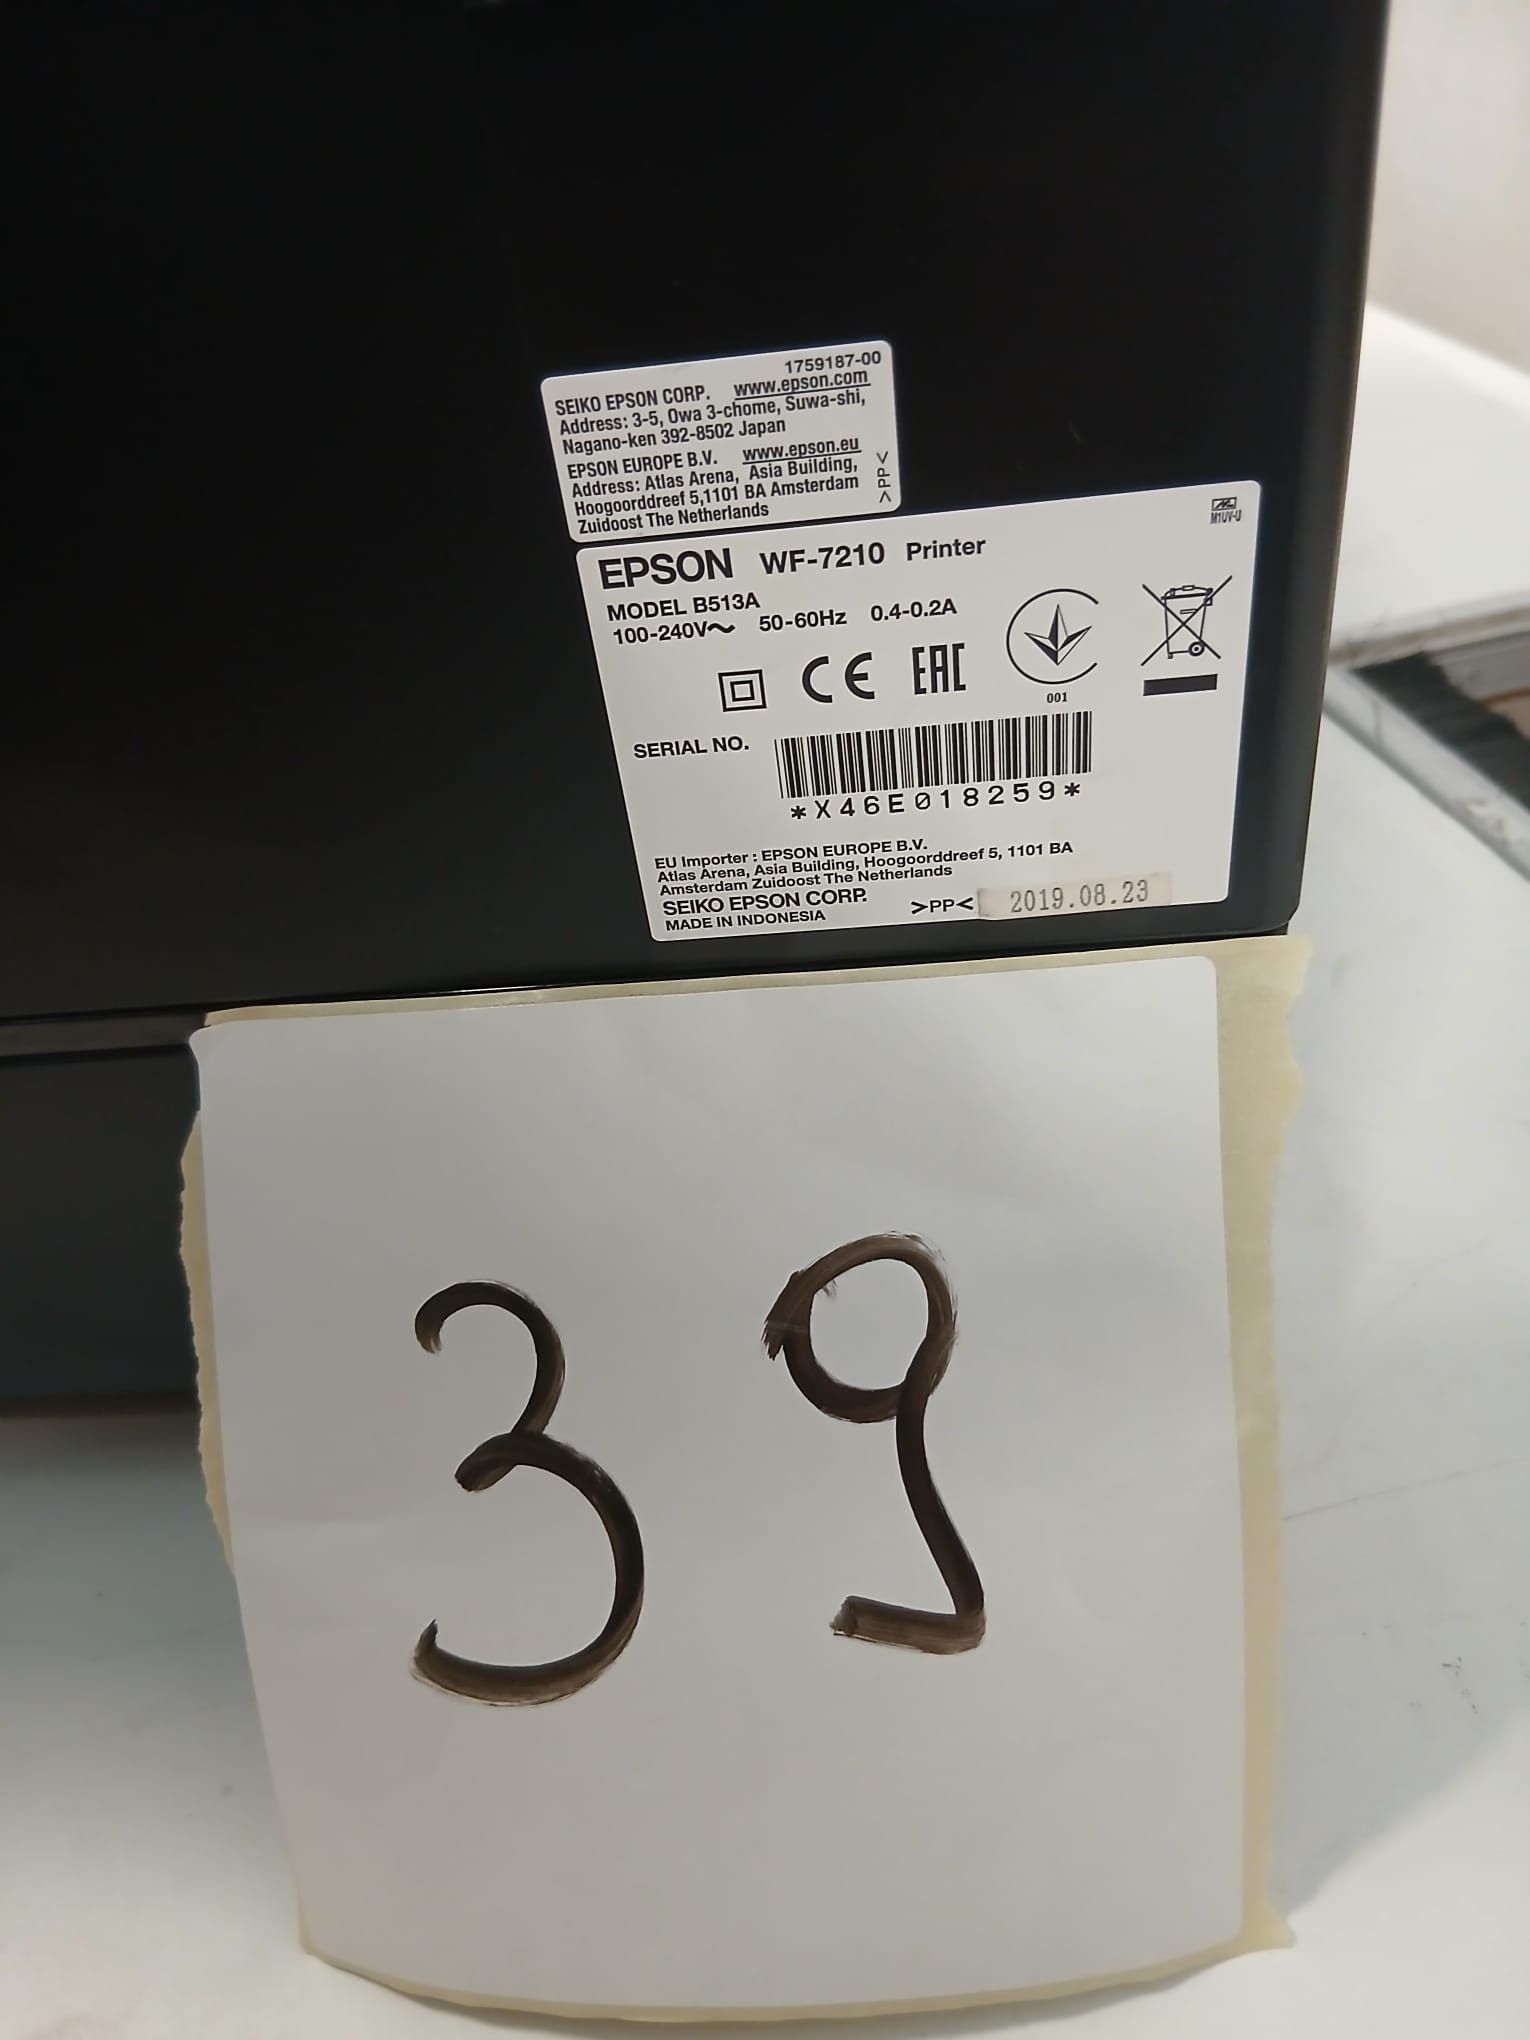 1759187-00
SEIKO EPSON CORP. www.epson.com
Address: 3-5, Owa 3-chome, Suwa-shi,
Nagano-ken 392-8502 Japan
EPSON EUROPE B.V. www.epson.eu
Address: Atlas Arena, Asia Building,
Hoogoorddreef 5,1101 BA Amsterdam
Zuidoost The Netherlands
>PP<
M1UV-U
EPSON WF-7210 Printer
MODEL B513A
100-240V~ 50-60Hz 0.4-0.2A
CE EAC
001
SERIAL NO.
*X46E018259*
EU Importer : EPSON EUROPE B.V.
Atlas Arena, Asia Building, Hoogoorddreef 5, 1101 BA
Amsterdam Zuidoost The Netherlands
SEIKO EPSON CORP.
MADE IN INDONESIA
>PP< 2019.08.23
39